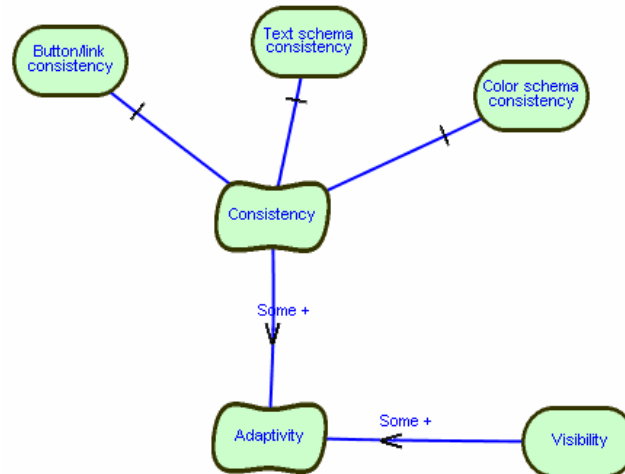 Text schema
consistency
Button/link
consistency
Color schema
consistency
Consistency
Some +
Some +
Adaptivity
Visibility